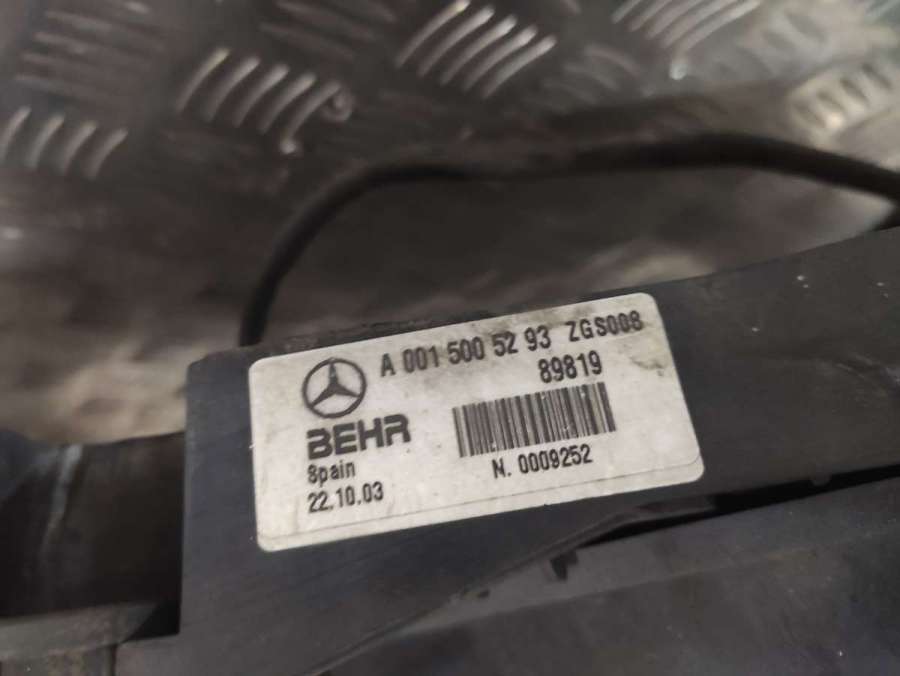 A 001 500 52 93 ZGS008
89819
BEHR
Spain
22.10.03
N. 0009252